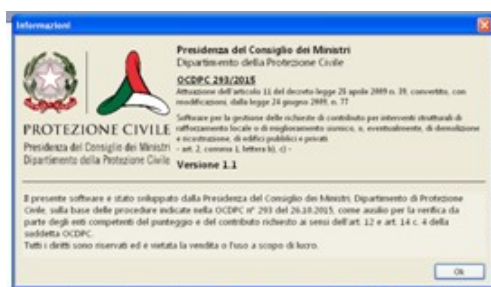 Informazioni
Presidenza del Consiglio dei Ministri
Dipartimento della Protezione Civile
OCDPC 293/2015
Attuazione dell'articolo 11 del decreto-legge 28 aprile 2009 n. 39, convertito, con
modificazioni, dalla legge 24 giugno 2009, n. 77
Software per la gestione delle richieste di contributo per interventi strutturali di
rafforzamento locale o di miglioramento sismico, o, eventualmente, di demolizione
e ricostruzione, di edifici pubblici e privati
- art. 2, comma 1, lettera b), c) -
Versione 1.1
PROTEZIONE CIVILE
Presidenza del Consiglio dei Ministri
Dipartimento della Protezione Civile
Il presente software è stato sviluppato dalla Presidenza del Consiglio dei Ministri, Dipartimento di Protezione
Civile, sulla base delle procedure indicate nella OCDPC n° 293 del 26.10.2015, come ausilio per la verifica da
parte degli enti competenti del punteggio e del contributo richiesto ai sensi dell'art. 12 e art. 14 c. 4 della
suddetta OCDPC.
Tutti i diritti sono riservati ed è vietata la vendita o l'uso a scopo di lucro.
Ok